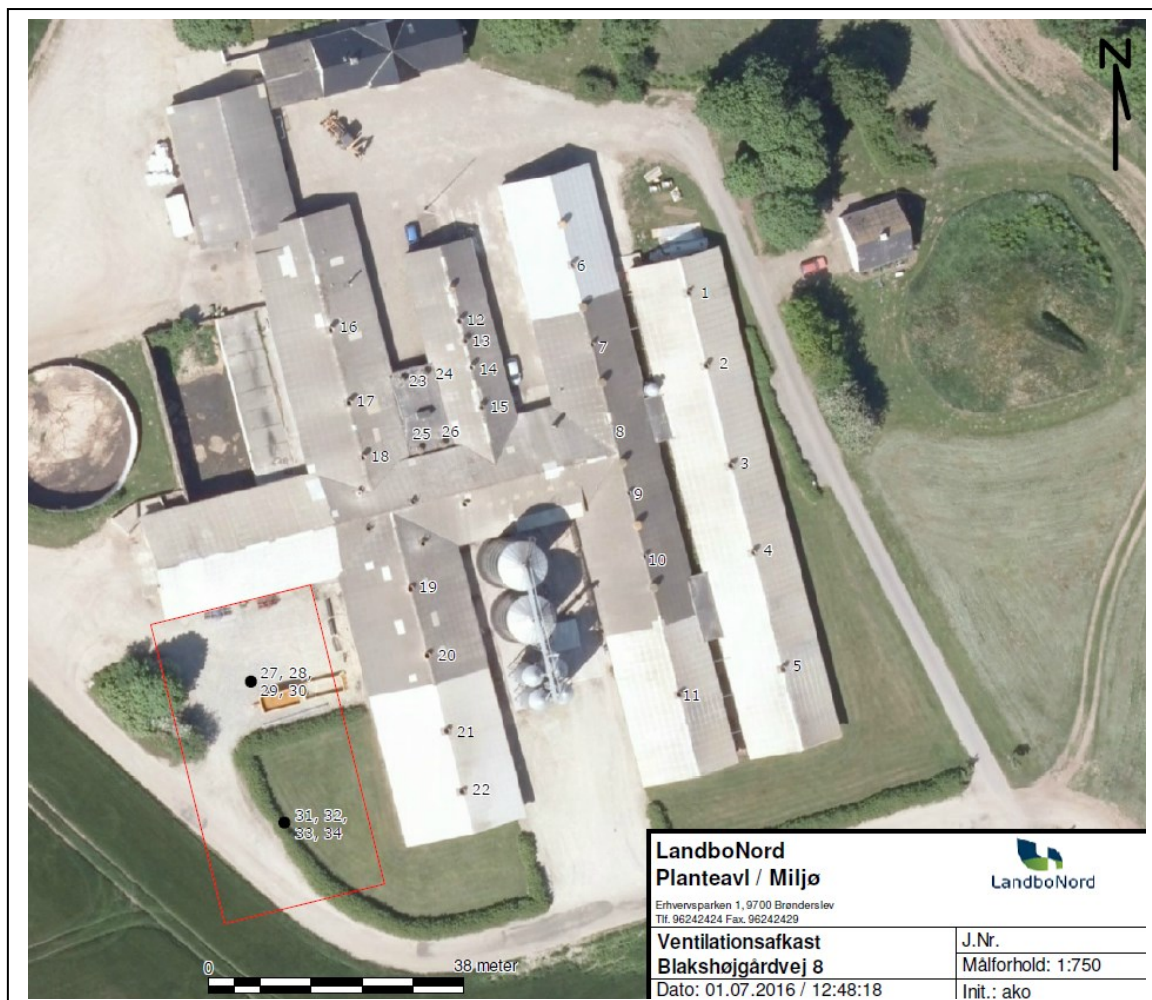 N
6
1
16
12
13
7
14
2
24
23
17
15
8
26
25
18
3
9
4
10
19
20
5
27, 28,
29, 30
11
21
22
31, 32,
33, 34
0
38 meter
LandboNord
Planteavl / Miljø
LandboNord
Erhvervsparken 1, 9700 Brønderslev
Tlf. 96242424 Fax. 96242429
Ventilationsafkast
J.Nr.
Blakshøjgårdvej 8
Målforhold: 1:750
Dato: 01.07.2016 / 12:48:18
Init.: ako